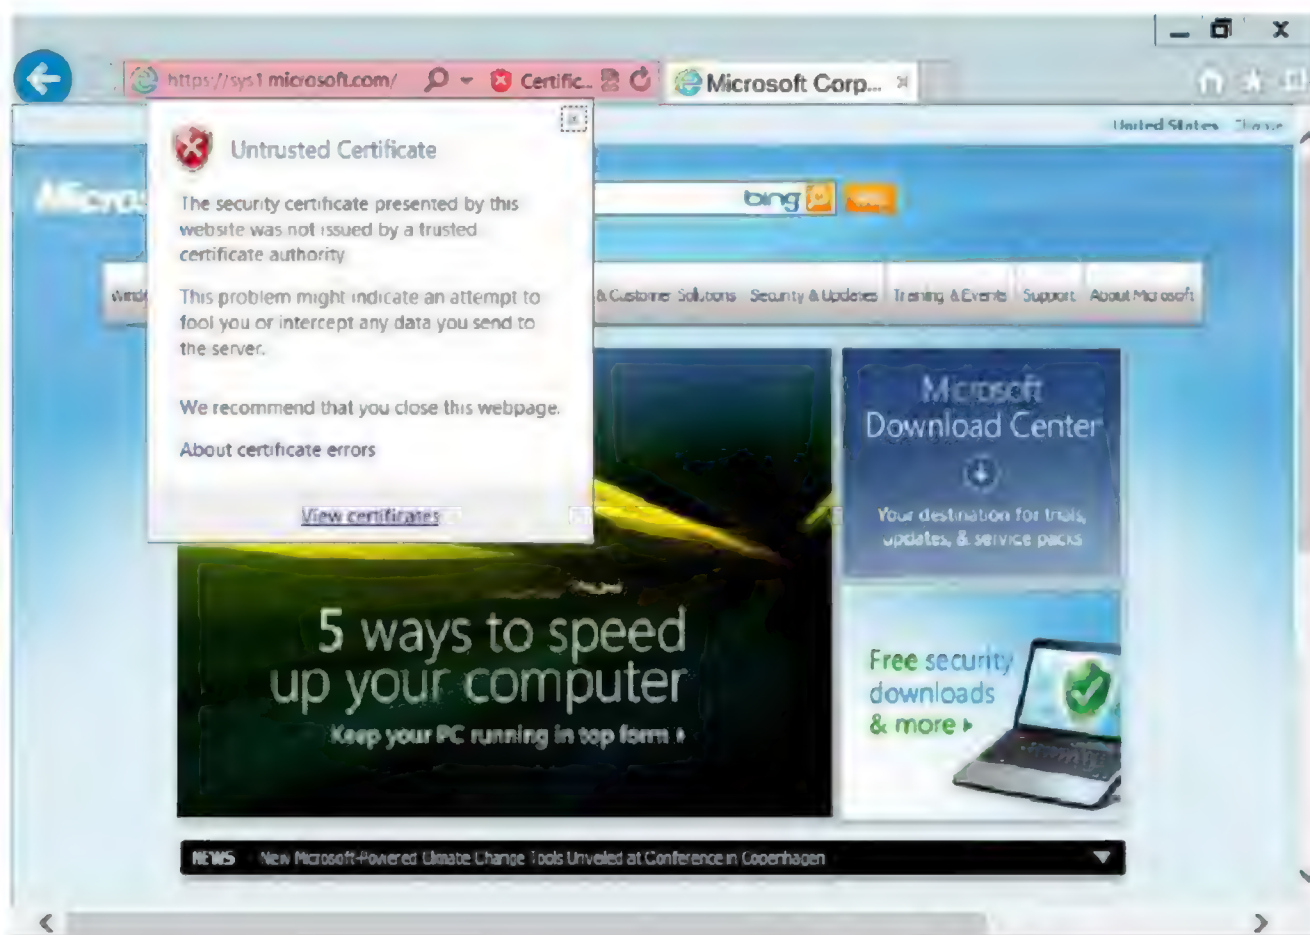 https://sys1.microsoft.com/
Certific...
Microsoft Corp...
United States
Untrusted Certificate
The security certificate presented by this
website was not issued by a trusted
certificate authority
This problem might indicate an attempt to
fool you or intercept any data you send to
the server.
We recommend that you close this webpage.
About certificate errors
View certificates
bing
& Customer Solutions Security & Updates Training & Events Support About Microsoft
Microsoft
Download Center
Your destination for trials,
updates, & service packs
5 ways to speed
up your computer
Keep your PC running in top form
Free security
downloads
& more
NEWS New Microsoft-Powered Climate Change Tools Unveiled at Conference in Copenhagen